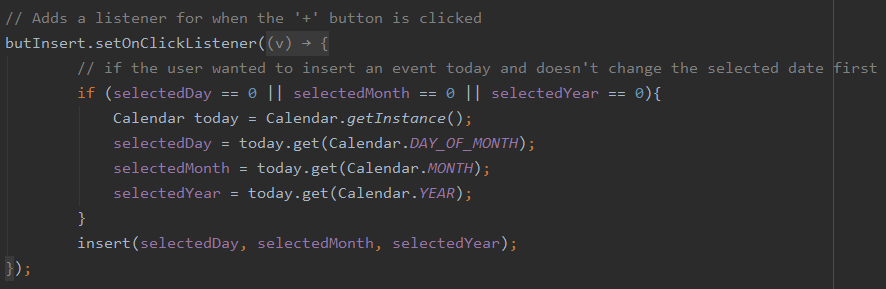 // Adds a listener for when the '+' button is clicked
butInsert.setOnClickListener((v) → {
// if the user wanted to insert an event today and doesn't change the selected date first
if (selectedDay == 0 || selectedMonth == 0 || selectedYear == 0){
Calendar today = Calendar.getInstance();
selectedDay = today.get(Calendar.DAY_OF_MONTH);
selectedMonth = today.get(Calendar.MONTH);
selectedYear = today.get(Calendar.YEAR);
}
insert(selectedDay, selectedMonth, selectedYear);
});